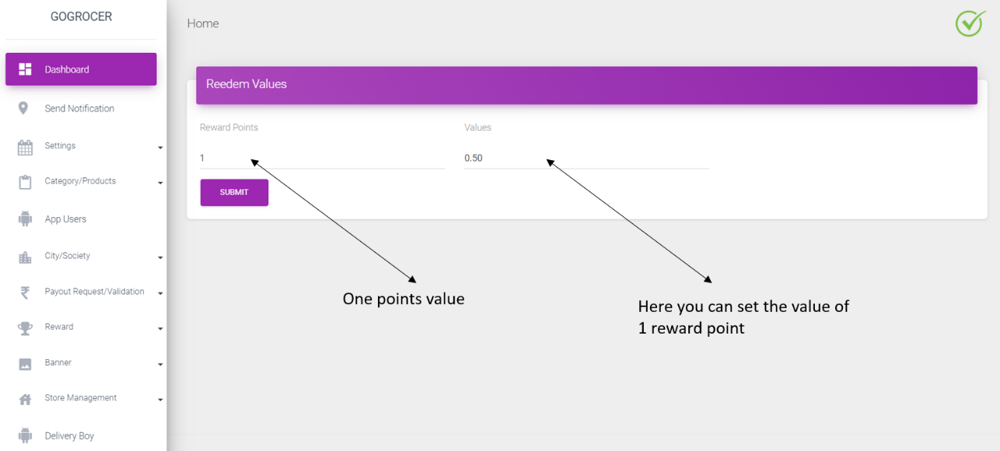 GOGROCER
Home
Dashboard
Send Notification
Settings
Category/Products
App Users
City/Society
Payout Request/Validation
Reward
Banner
Store Management
Delivery Boy
Reedem Values
Reward Points
Values
1
0.50
SUBMIT
One points value
Here you can set the value of
1 reward point